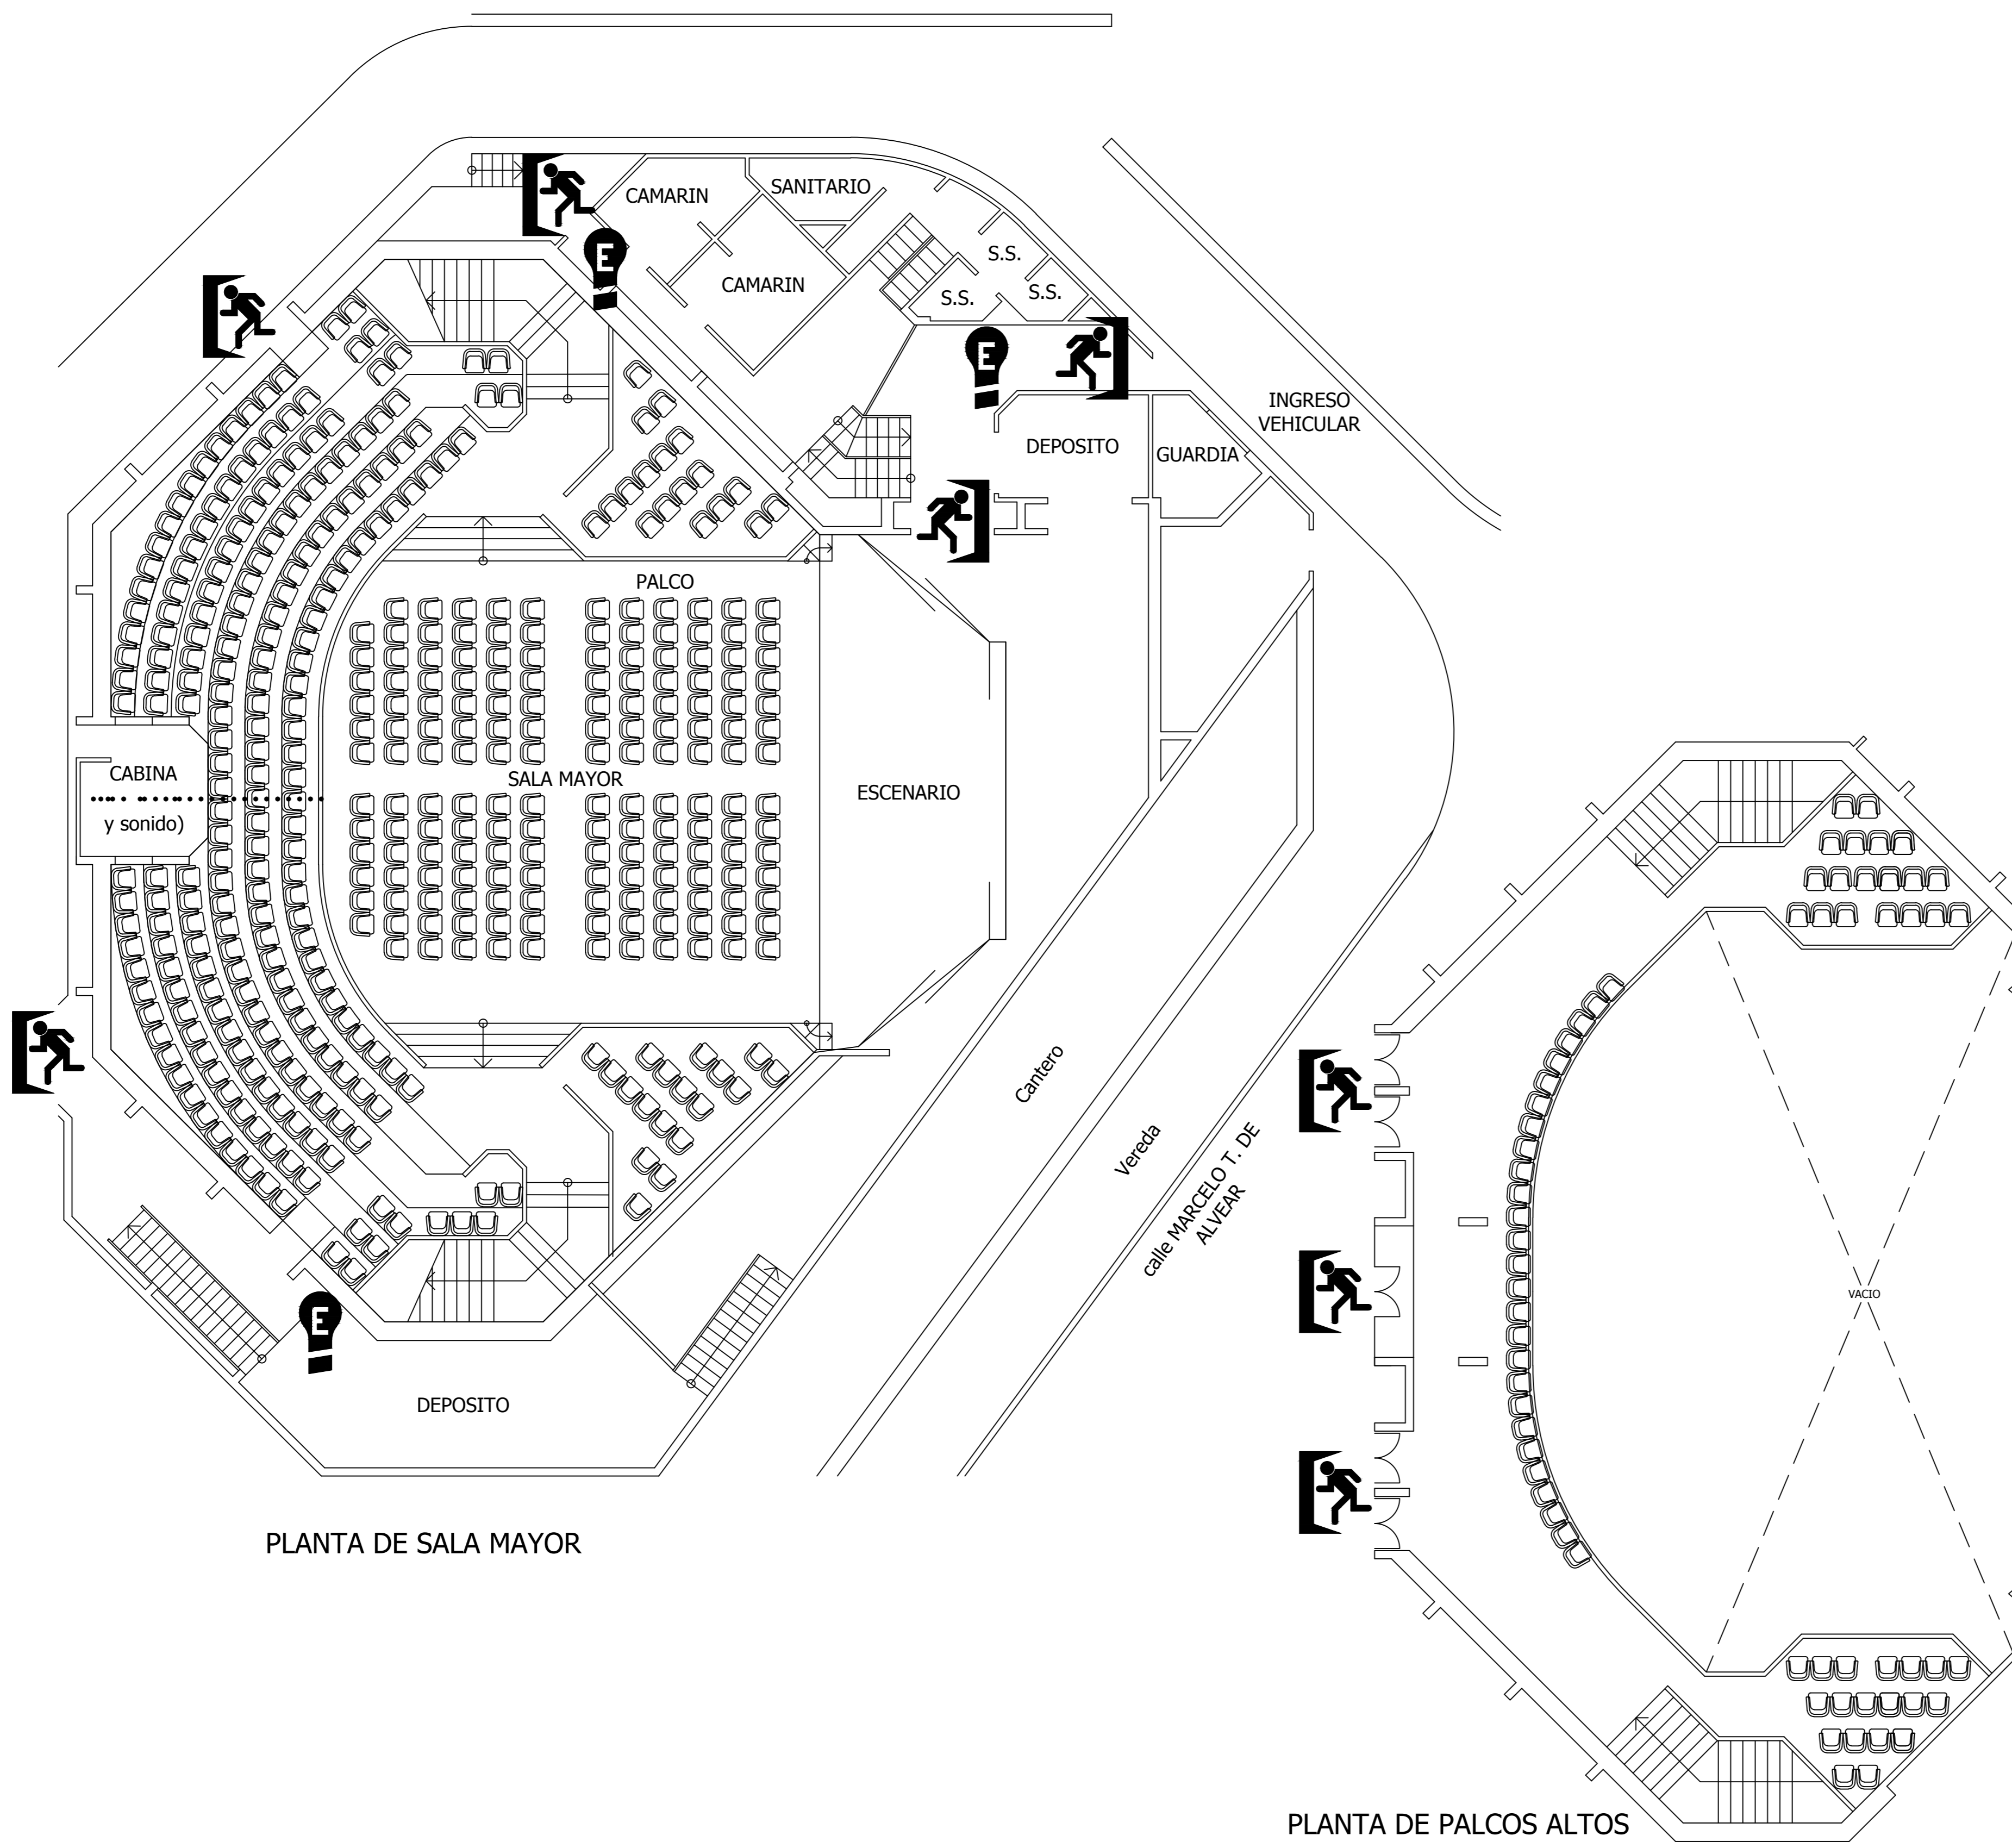 CAMARIN
SANITARIO
E
CAMARIN
S.S.
S.S.
S.S.
E
INGRESO
VEHICULAR
DEPOSITO
GUARDIA
PALCO
CABINA
y sonido)
SALA MAYOR
ESCENARIO
Cantero
Vereda
calle MARCELO T. DE
ALVEAR
E
DEPOSITO
PLANTA DE SALA MAYOR
VACIO
PLANTA DE PALCOS ALTOS